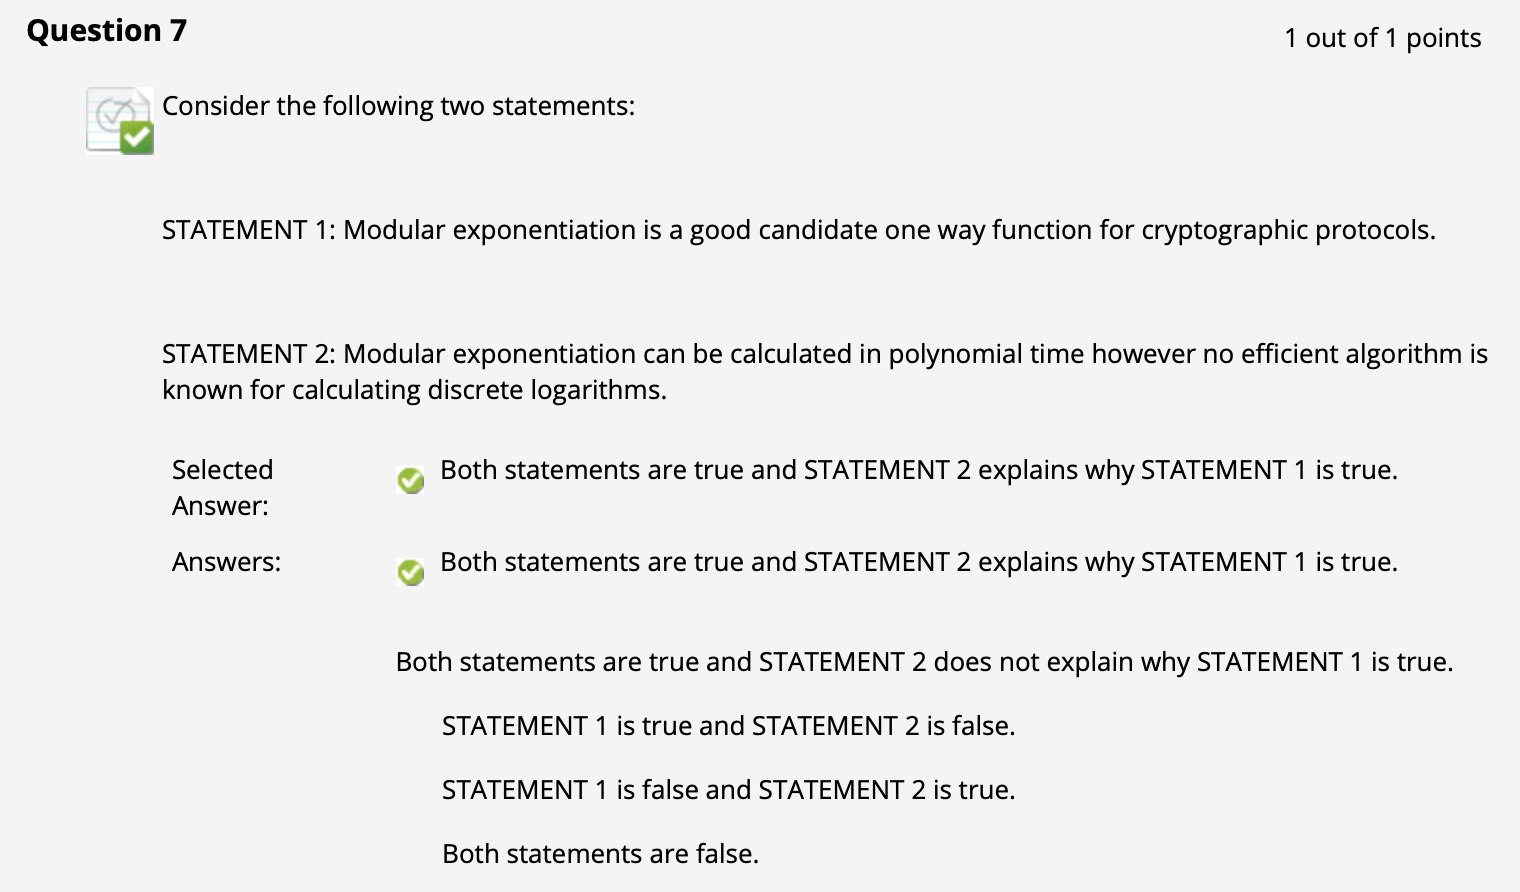 Question 7
1 out of 1 points
Consider the following two statements:
STATEMENT 1: Modular exponentiation is a good candidate one way function for cryptographic protocols.
STATEMENT 2: Modular exponentiation can be calculated in polynomial time however no efficient algorithm is
known for calculating discrete logarithms.
Selected
Answer:
Both statements are true and STATEMENT 2 explains why STATEMENT 1 is true.
Answers:
Both statements are true and STATEMENT 2 explains why STATEMENT 1 is true.
Both statements are true and STATEMENT 2 does not explain why STATEMENT 1 is true.
STATEMENT 1 is true and STATEMENT 2 is false.
STATEMENT 1 is false and STATEMENT 2 is true.
Both statements are false.